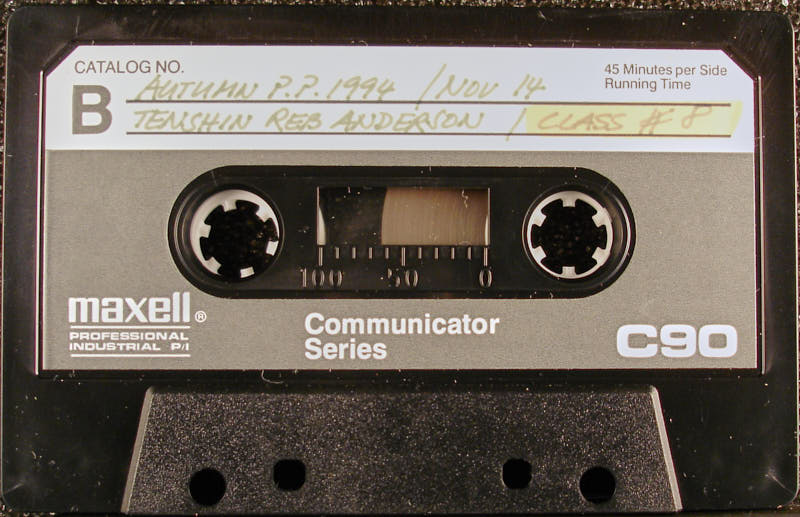 CATALOG NO.
45 Minutes per Side
Running Time
B
AUTUMN P.P. 1994 / NOV 14
TENSHIN REB ANDERSON / CLASS # 8
100 50 0
maxell®
PROFESSIONAL
INDUSTRIAL P/I
Communicator
Series
C90